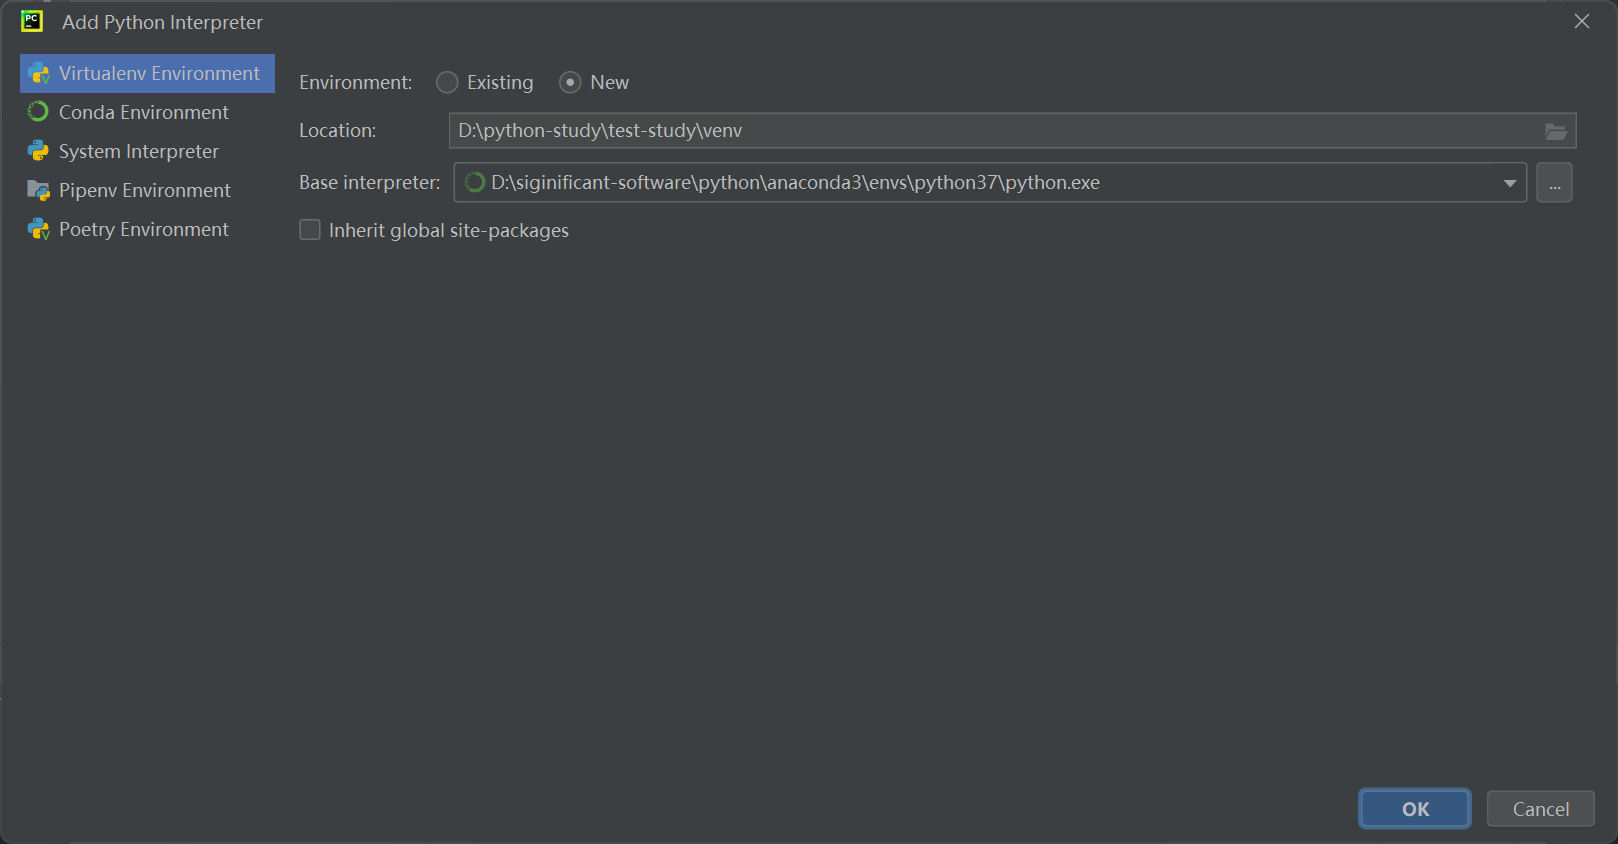 PC Add Python Interpreter
Virtualenv Environment
Conda Environment
System Interpreter
Pipenv Environment
Poetry Environment
Environment: Existing New
Location: D:\python-study\test-study\venv
Base interpreter: D:\siginificant-software\python\anaconda3\envs\python37\python.exe ...
Inherit global site-packages
OK Cancel